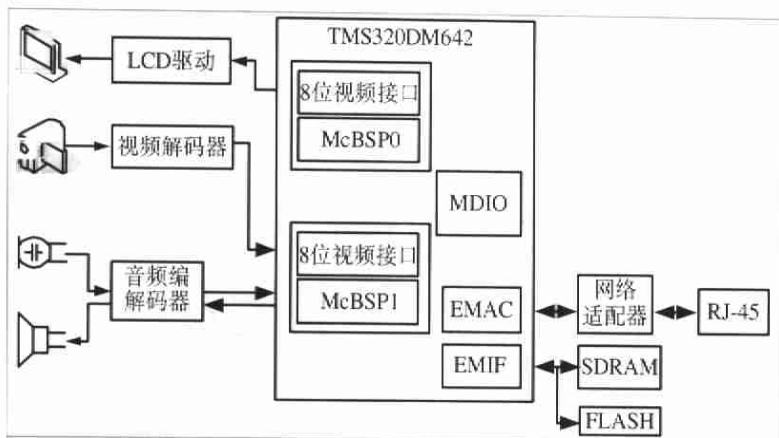 TMS320DM642
LCD驱动
8位视频接口
McBSP0
视频解码器
MDIO
8位视频接口
McBSP1
音频编
解码器
EMAC
网络
适配器
RJ-45
EMIF
SDRAM
FLASH